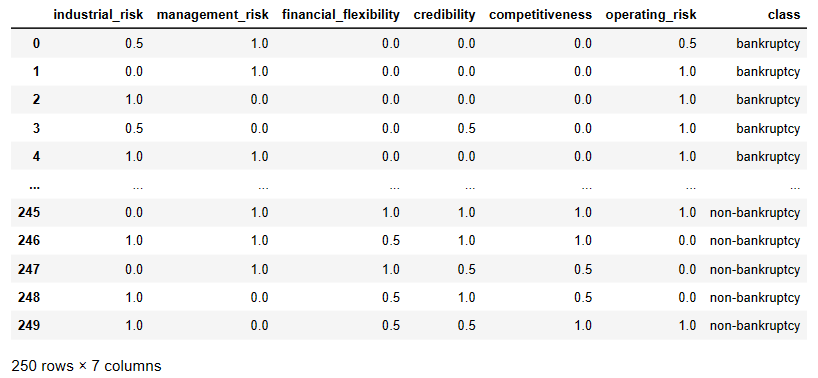 industrial_risk management_risk financial_flexibility credibility competitiveness operating_risk class
0 0.5 1.0 0.0 0.0 0.0 0.5 bankruptcy
1 0.0 1.0 0.0 0.0 0.0 1.0 bankruptcy
2 1.0 0.0 0.0 0.0 0.0 1.0 bankruptcy
3 0.5 0.0 0.0 0.5 0.0 1.0 bankruptcy
4 1.0 1.0 0.0 0.0 0.0 1.0 bankruptcy
... ... ... ... ... ... ... ...
245 0.0 1.0 1.0 1.0 1.0 1.0 non-bankruptcy
246 1.0 1.0 0.5 1.0 1.0 0.0 non-bankruptcy
247 0.0 1.0 1.0 0.5 0.5 0.0 non-bankruptcy
248 1.0 0.0 0.5 1.0 0.5 0.0 non-bankruptcy
249 1.0 0.0 0.5 0.5 1.0 1.0 non-bankruptcy
250 rows × 7 columns